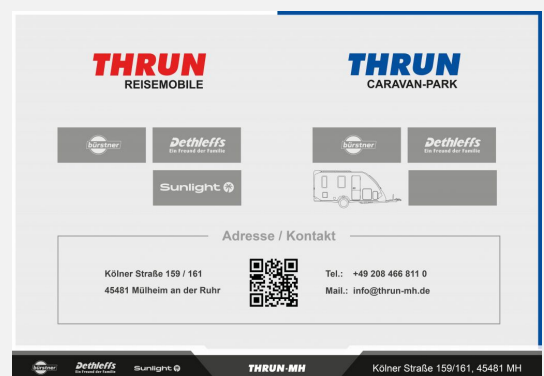 THRUN
REISEMOBILE
THRUN
CARAVAN-PARK
bürstner
Dethleffs
Ein Freund der Familie
bürstner
Dethleffs
Ein Freund der Familie
Sunlight
Adresse / Kontakt
Kölner Straße 159 / 161
45481 Mülheim an der Ruhr
Tel.: +49 208 466 811 0
Mail.: info@thrun-mh.de
bürstner
Dethleffs
Ein Freund der Familie
Sunlight
THRUN-MH
Kölner Straße 159/161, 45481 MH